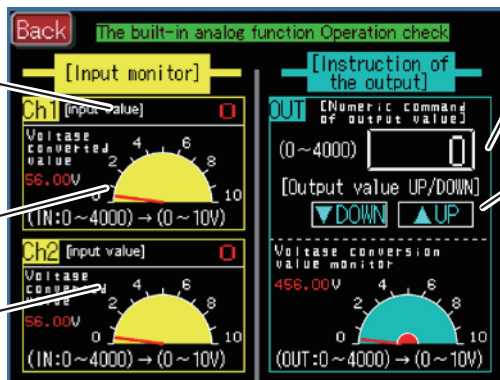 Back
The built-in analog function Operation check
[Input monitor]
Ch1 [input value] 0
Voltage
converted
value
56.00V
0 2 4 6 8 10
(IN:0~4000)→(0~10V)
Ch2 [input value] 0
Voltage
converted
value
56.00V
0 2 4 6 8 10
(IN:0~4000)→(0~10V)
[Instruction of
the output]
OUT [Numeric command
of output value]
(0~4000) 0
[Output value UP/DOWN]
▼DOWN ▲UP
Voltage conversion
value monitor
456.00V
0 2 4 6 8 10
(OUT:0~4000)→(0~10V)